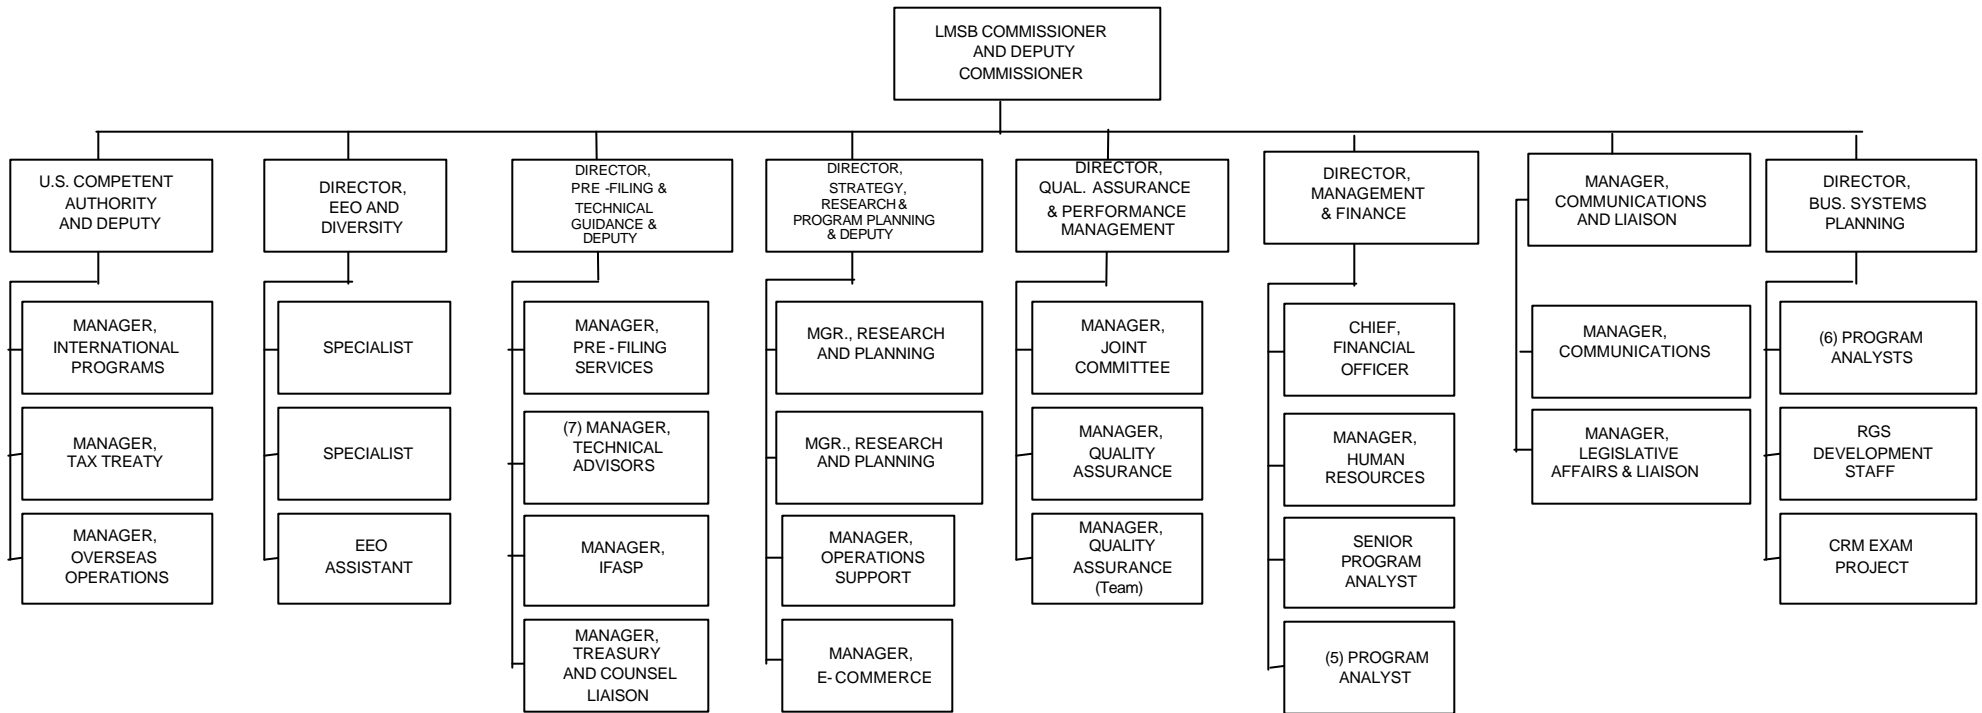 LMSB COMMISSIONER
AND DEPUTY
COMMISSIONER
U.S. COMPETENT
AUTHORITY
AND DEPUTY
DIRECTOR,
EEO AND
DIVERSITY
DIRECTOR,
PRE -FILING &
TECHNICAL
GUIDANCE &
DEPUTY
DIRECTOR,
STRATEGY,
RESEARCH &
PROGRAM PLANNING
& DEPUTY
DIRECTOR,
QUAL. ASSURANCE
& PERFORMANCE
MANAGEMENT
DIRECTOR,
MANAGEMENT
& FINANCE
MANAGER,
COMMUNICATIONS
AND LIAISON
DIRECTOR,
BUS. SYSTEMS
PLANNING
MANAGER,
INTERNATIONAL
PROGRAMS
MANAGER,
TAX TREATY
MANAGER,
OVERSEAS
OPERATIONS
SPECIALIST
SPECIALIST
EEO
ASSISTANT
MANAGER,
PRE - FILING
SERVICES
(7) MANAGER,
TECHNICAL
ADVISORS
MANAGER,
IFASP
MANAGER,
TREASURY
AND COUNSEL
LIAISON
MGR., RESEARCH
AND PLANNING
MGR., RESEARCH
AND PLANNING
MANAGER,
OPERATIONS
SUPPORT
MANAGER,
E- COMMERCE
MANAGER,
JOINT
COMMITTEE
MANAGER,
QUALITY
ASSURANCE
MANAGER,
QUALITY
ASSURANCE
(Team)
CHIEF,
FINANCIAL
OFFICER
MANAGER,
HUMAN
RESOURCES
SENIOR
PROGRAM
ANALYST
(5) PROGRAM
ANALYST
MANAGER,
COMMUNICATIONS
MANAGER,
LEGISLATIVE
AFFAIRS & LIAISON
(6) PROGRAM
ANALYSTS
RGS
DEVELOPMENT
STAFF
CRM EXAM
PROJECT